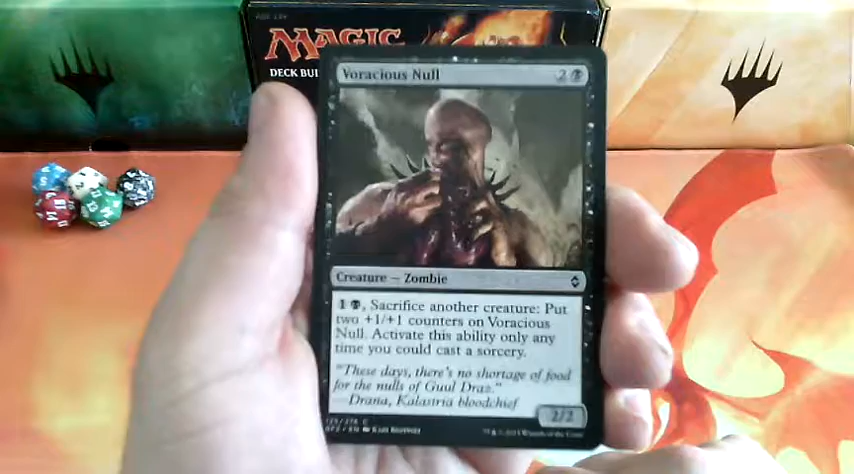 MAGIC
DECK BUI
Voracious Null 2
Creature — Zombie
1 , Sacrifice another creature: Put
two +1/+1 counters on Voracious
Null. Activate this ability only any
time you could cast a sorcery.
"These days, there's no shortage of food
for the nulls of Guul Draz."
Drana, Kalastria bloodchief
2/2
125/274 C